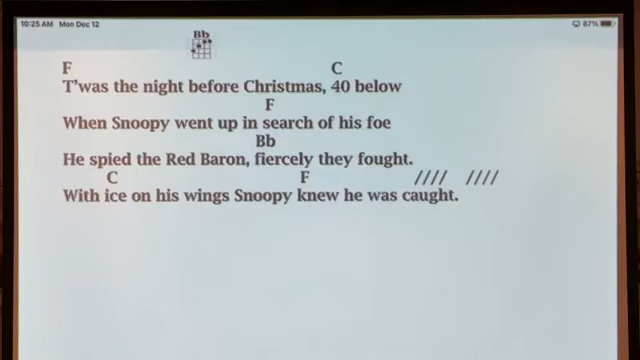 10:25 AM Mon Dec 12 87%
Bb
F C
T'was the night before Christmas, 40 below
F
When Snoopy went up in search of his foe
Bb
He spied the Red Baron, fiercely they fought.
C F //// ////
With ice on his wings Snoopy knew he was caught.